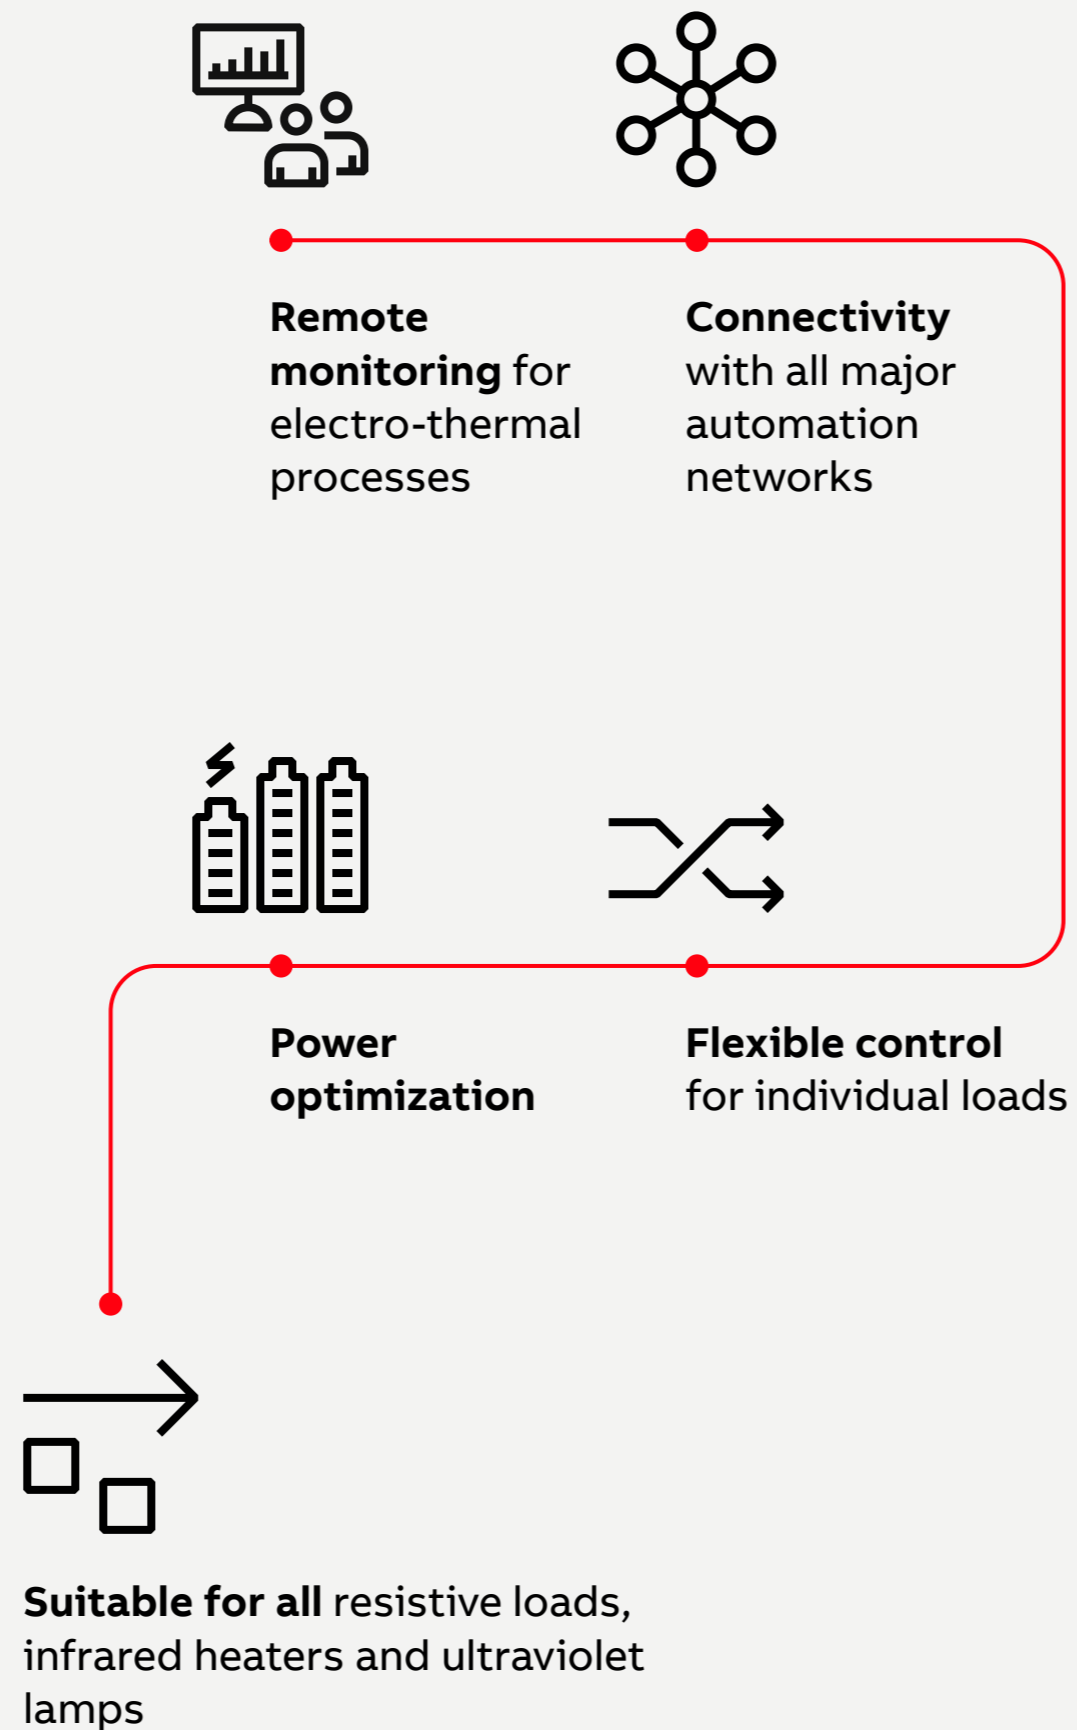 Remote
monitoring for
electro-thermal
processes
Connectivity
with all major
automation
networks
Power
optimization
Flexible control
for individual loads
Suitable for all resistive loads,
infrared heaters and ultraviolet
lamps